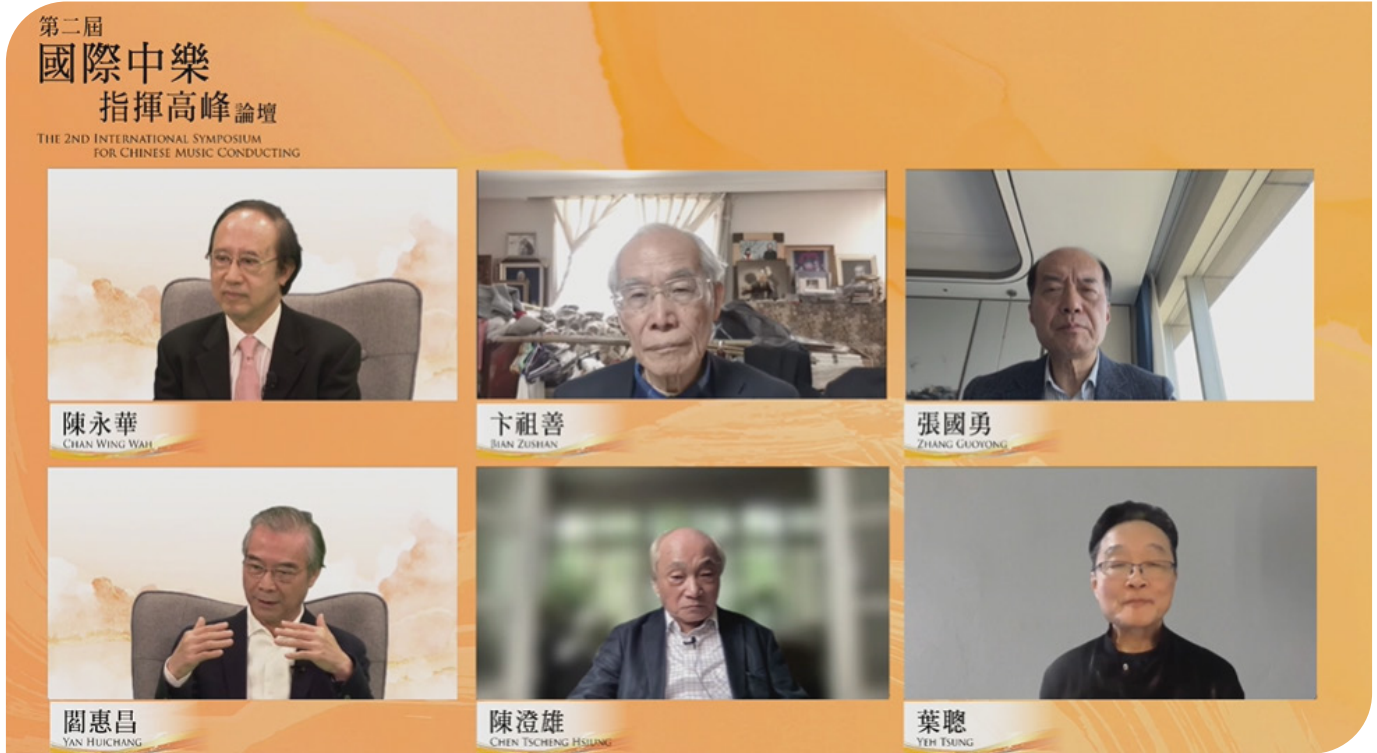 第二屆
國際中樂
指揮高峰論壇
THE 2ND INTERNATIONAL SYMPOSIUM
FOR CHINESE MUSIC CONDUCTING
陳永華
CHAN WING WAH
卞祖善
BIAN ZUSHAN
張國勇
ZHANG GUOYONG
閻惠昌
YAN HUICHANG
陳澄雄
CHEN TSCHENG HSIUNG
葉聰
YEH TSUNG